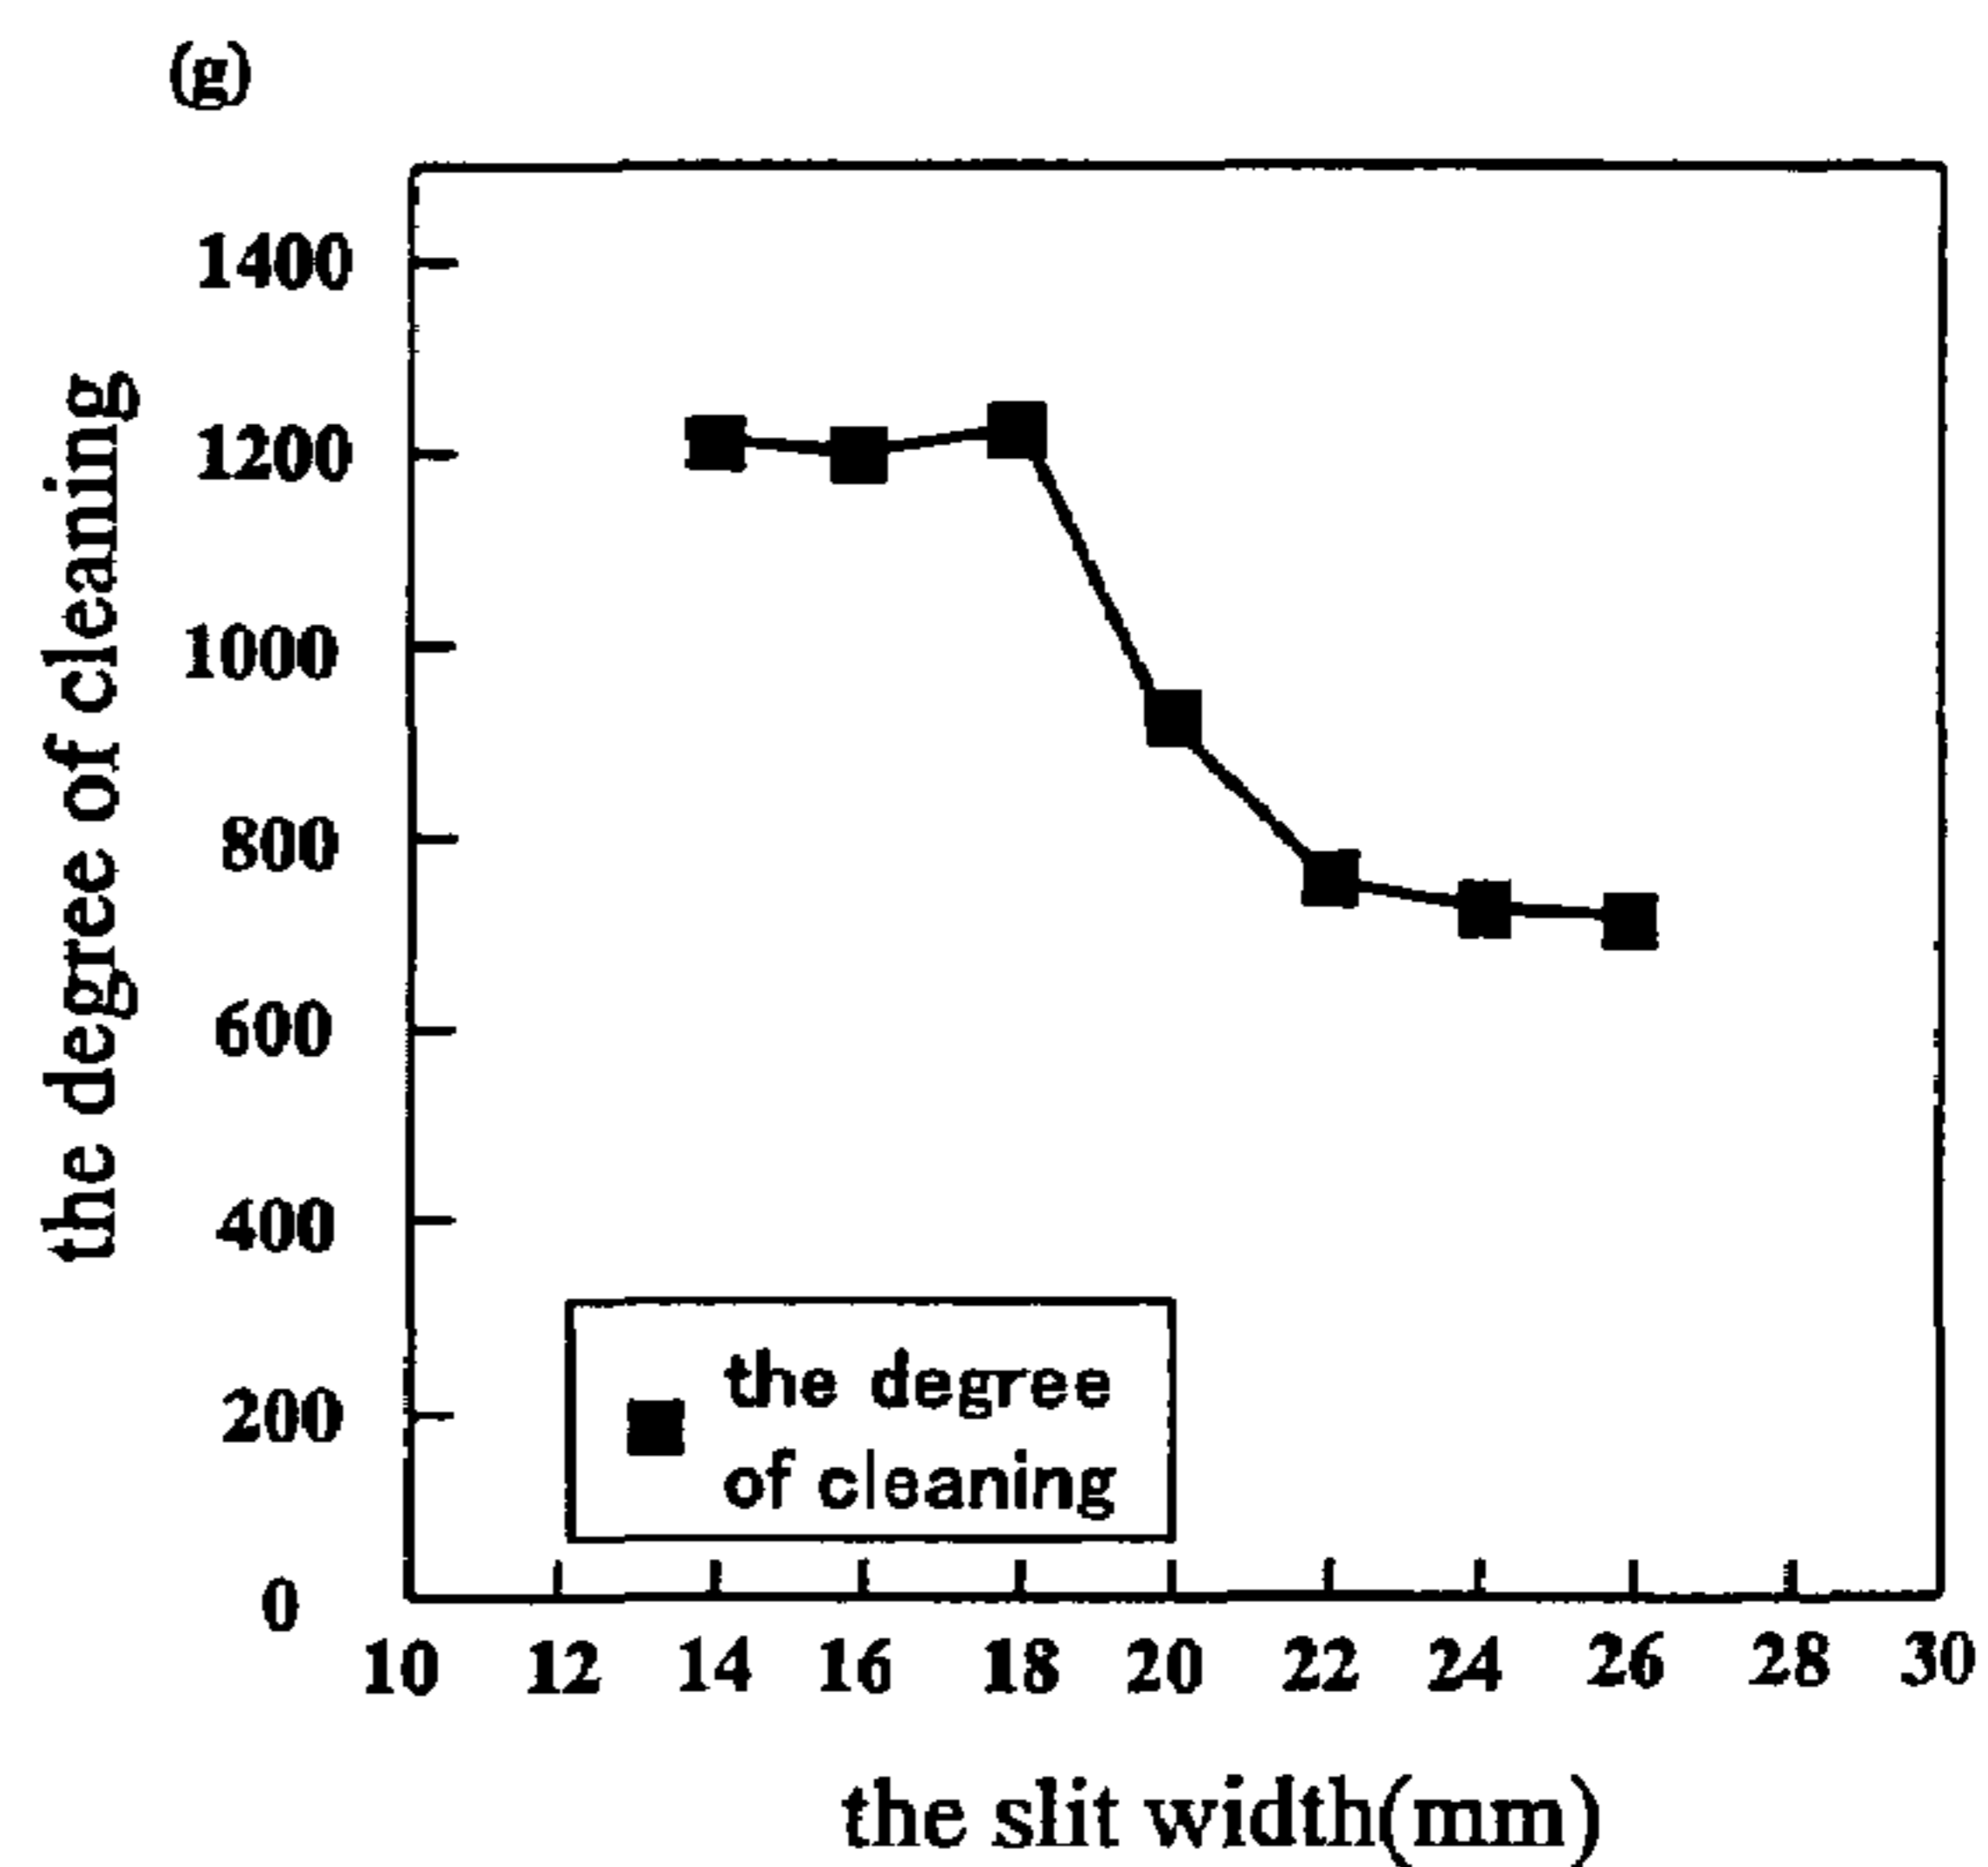 (g)
the degree of cleaning
1400
1200
1000
800
600
400
200
0
the degree
of cleaning
10 12 14 16 18 20 22 24 26 28 30
the slit width(mm)